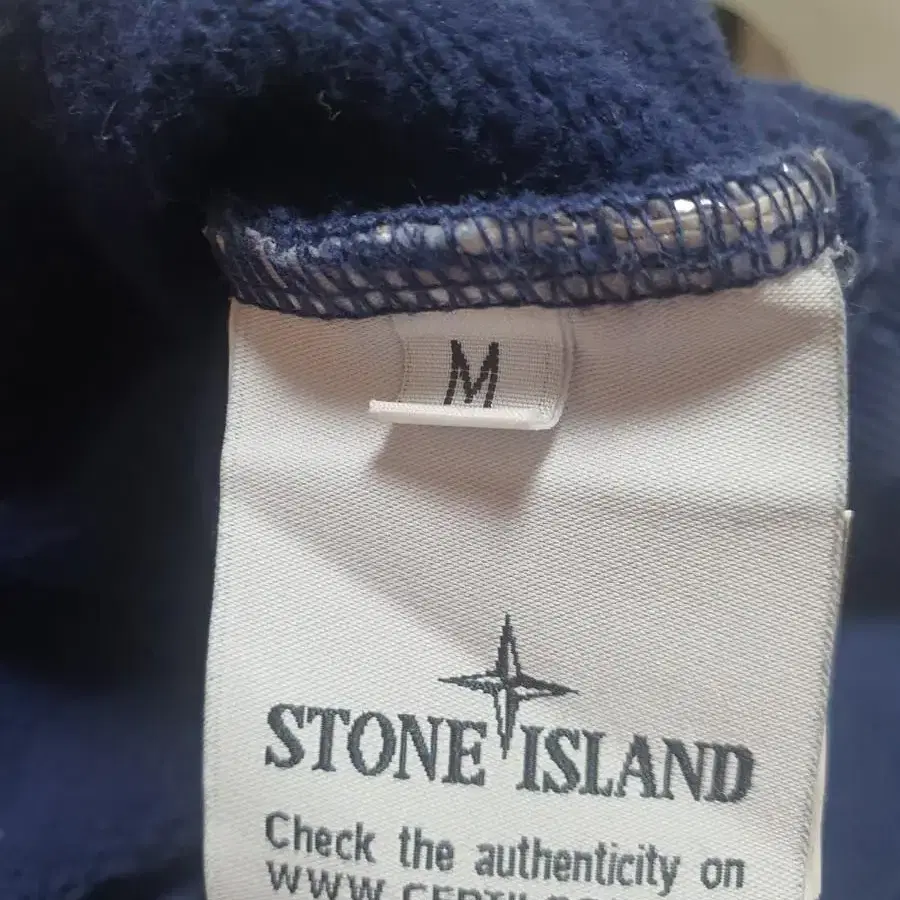 M
STONE ISLAND
Check the authenticity on